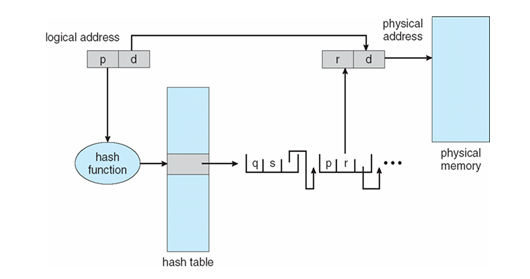 logical address
p d
physical
address
r d
hash
function
q s
p r
•••
physical
memory
hash table